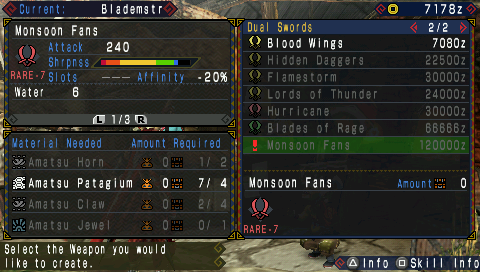 Current: Blademstr
7178z
Monsoon Fans
Attack 240
Shrpnss
RARE-7 Slots --- Affinity -20%
Water 6
L 1/3 R
Material Needed Amount Required
Amatsu Horn 0 1/ 2
Amatsu Patagium 0 7/ 4
Amatsu Claw 0 2/ 4
Amatsu Jewel 0 0/ 1
Select the Weapon you would
like to create.
Dual Swords 2/2
Blood Wings 7080z
Hidden Daggers 22500z
Flamestorm 30000z
Lords of Thunder 24000z
Hurricane 30000z
Blades of Rage 66666z
Monsoon Fans 120000z
Monsoon Fans Amount 0
RARE-7
Info Skill Info